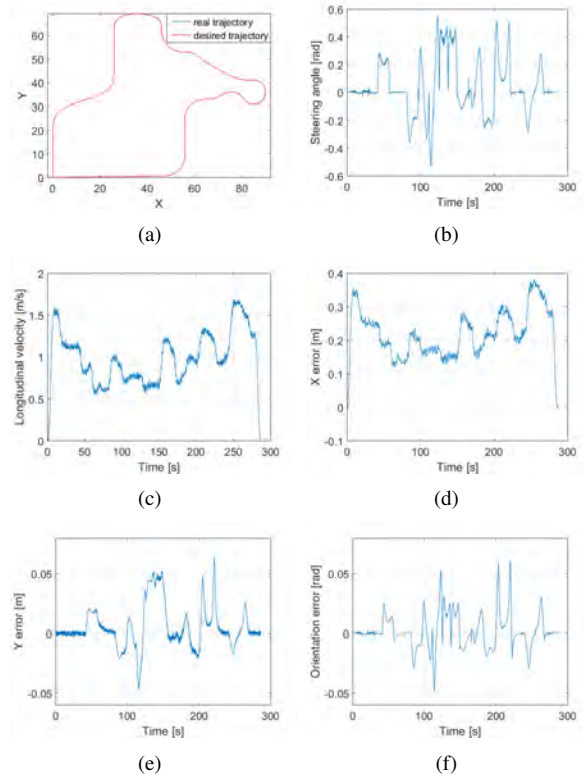 real trajectory
desired trajectory
60
50
40
30
20
10
0
Y
0 20 40 60 80
X
(a)
0.6
0.4
0.2
0
-0.2
-0.4
-0.6
Steering angle [rad]
0 100 200 300
Time [s]
(b)
2
1.5
1
0.5
0
Longitudinal velocity [m/s]
0 50 100 150 200 250 300
Time [s]
(c)
0.4
0.3
0.2
0.1
0
-0.1
X error [m]
0 100 200 300
Time [s]
(d)
0.05
0
-0.05
Y error [m]
0 100 200 300
Time [s]
(e)
0.05
0
-0.05
Orientation error [rad]
0 100 200 300
Time [s]
(f)